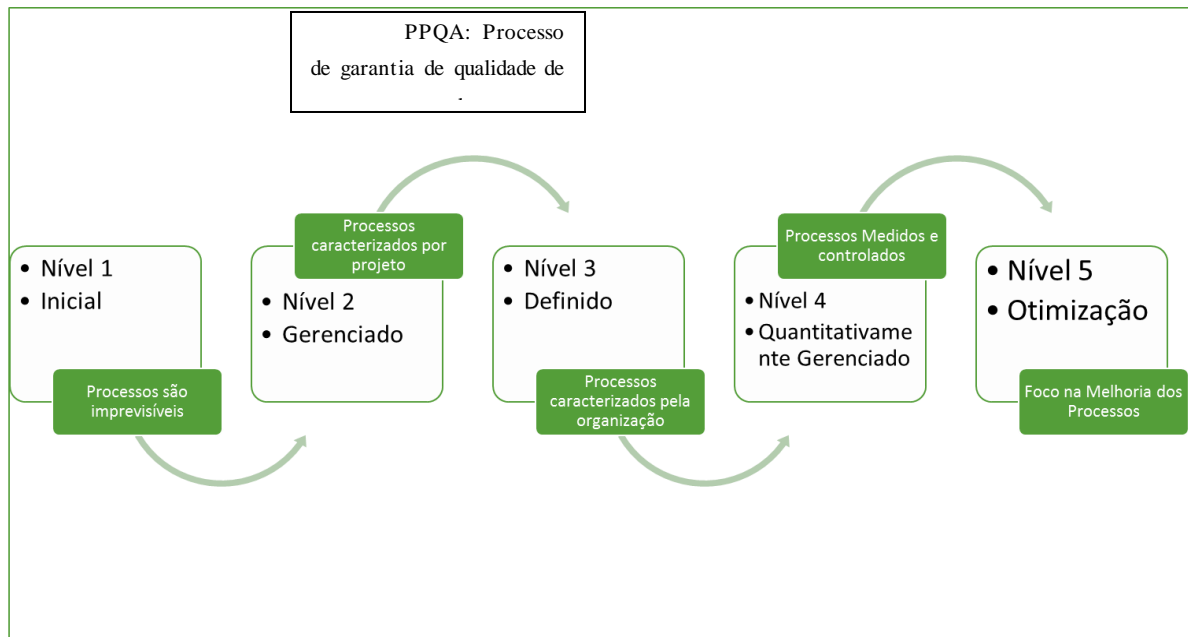 PPQA: Processo
de garantia de qualidade de
• Nível 1
• Inicial
Processos são
imprevisíveis
Processos
caracterizados por
projeto
• Nível 2
• Gerenciado
• Nível 3
• Definido
Processos
caracterizados pela
organização
Processos Medidos e
controlados
• Nível 4
• Quantitativame
nte Gerenciado
• Nível 5
• Otimização
Foco na Melhoria dos
Processos